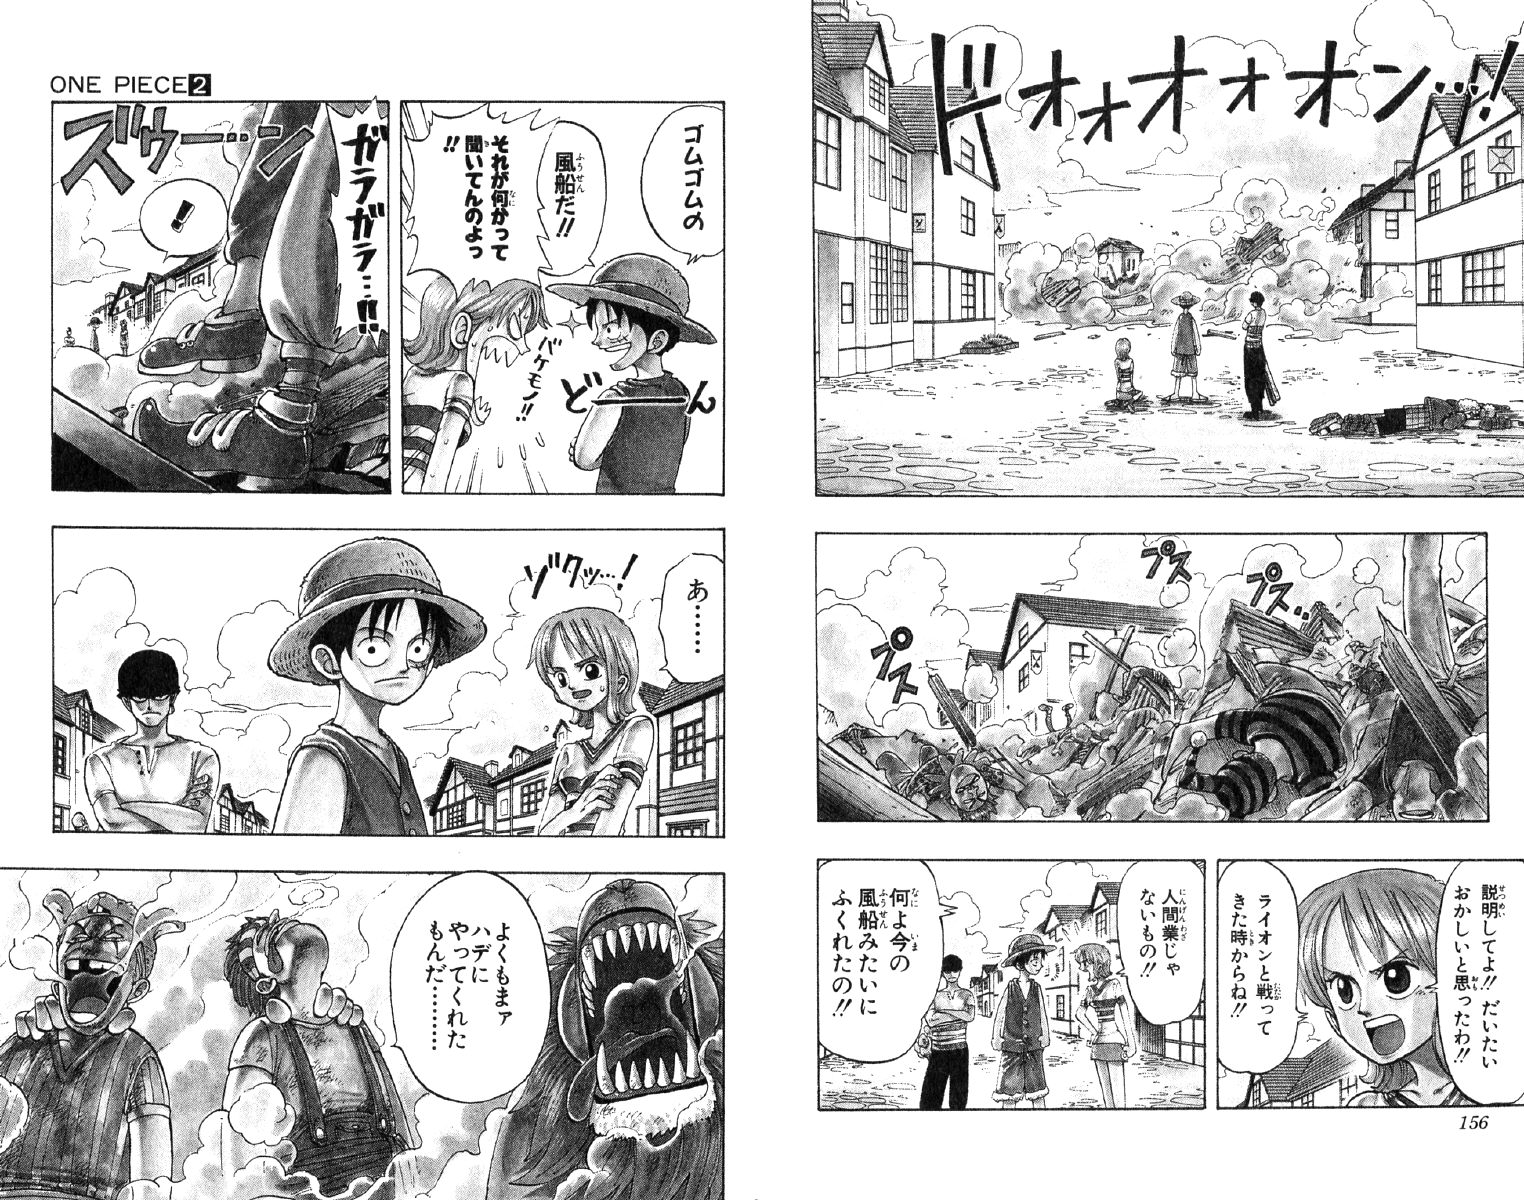 ドォォオォオン…!
プスプス
プス…
プス
説明してよ!!だいたい
おかしいと思ったわ!!
ライオンと戦って
きた時からね!!
人間業じゃ
ないもの!!
何よ今の
風船みたいに
ふくれたの!!
156
ONE PIECE2
ゴムゴムの
風船だ!!
それが何かって
聞いてんのよっ
!!
バケモノ!!
どーん
ガラガラ…!!
ズゥー…ン
!
あ……
ゾクッ…!
よくもまァ
ハデに
やってくれた
もんだ………